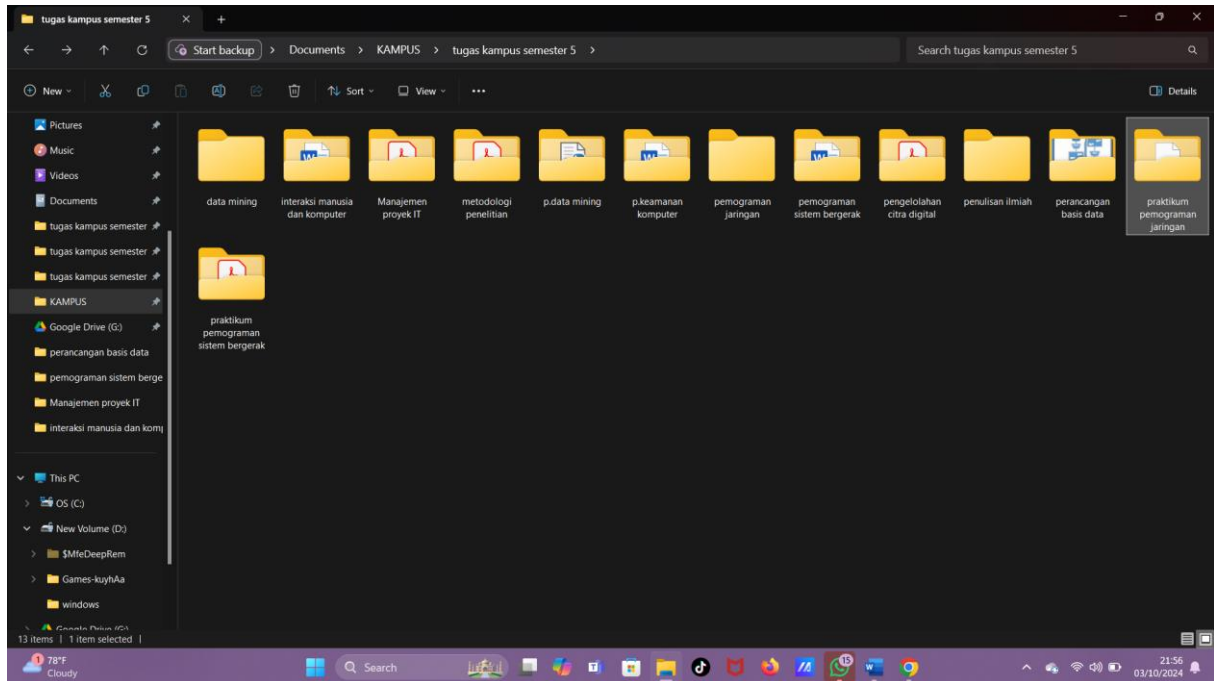 tugas kampus semester 5
Start backup > Documents > KAMPUS > tugas kampus semester 5 >
Search tugas kampus semester 5
New
Sort
View
Details
Pictures
Music
Videos
Documents
tugas kampus semester
tugas kampus semester
tugas kampus semester
KAMPUS
Google Drive (G:)
perancangan basis data
pemograman sistem berge
Manajemen proyek IT
interaksi manusia dan komp
This PC
OS (C:)
New Volume (D:)
$MfeDeepRem
Games-kuyhAa
windows
Google Drive (G:)
data mining
interaksi manusia
dan komputer
Manajemen
proyek IT
metodologi
penelitian
p.data mining
p.keamanan
komputer
pemograman
jaringan
pemograman
sistem bergerak
pengelolahan
citra digital
penulisan ilmiah
perancangan
basis data
praktikum
pemograman
jaringan
praktikum
pemograman
sistem bergerak
13 items | 1 item selected |
1
78°F
Cloudy
Search
15
21:56
03/10/2024